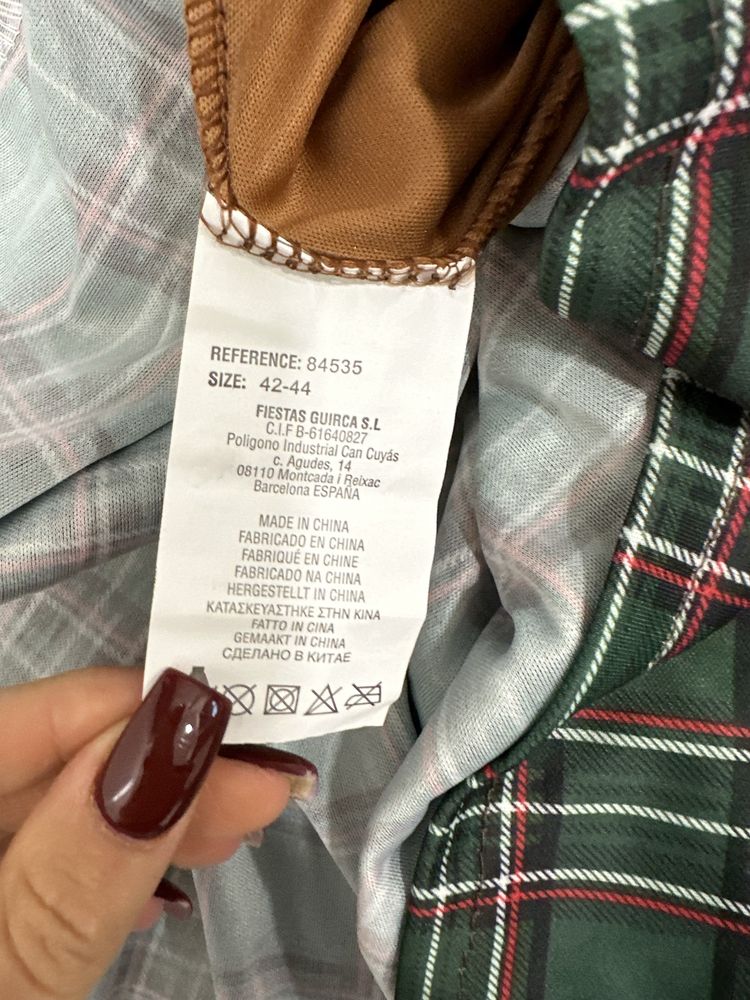 REFERENCE: 84535
SIZE: 42-44
FIESTAS GUIRCA S.L
C.I.F B-61640827
Poligono Industrial Can Cuyás
c. Agudes, 14
08110 Montcada i Reixac
Barcelona ESPAÑA
MADE IN CHINA
FABRICADO EN CHINA
FABRIQUÉ EN CHINE
FABRICADO NA CHINA
HERGESTELLT IN CHINA
ΚΑΤΑΣΚΕΥΑΣΤΗΚΕ ΣΤΗΝ ΚΙΝΑ
FATTO IN CINA
GEMAAKT IN CHINA
СДЕЛАНО В КИТАЕ